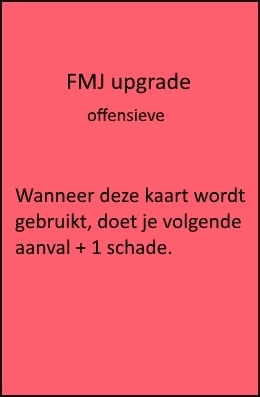 FMJ upgrade
offensieve
Wanneer deze kaart wordt
gebruikt, doet je volgende
aanval + 1 schade.